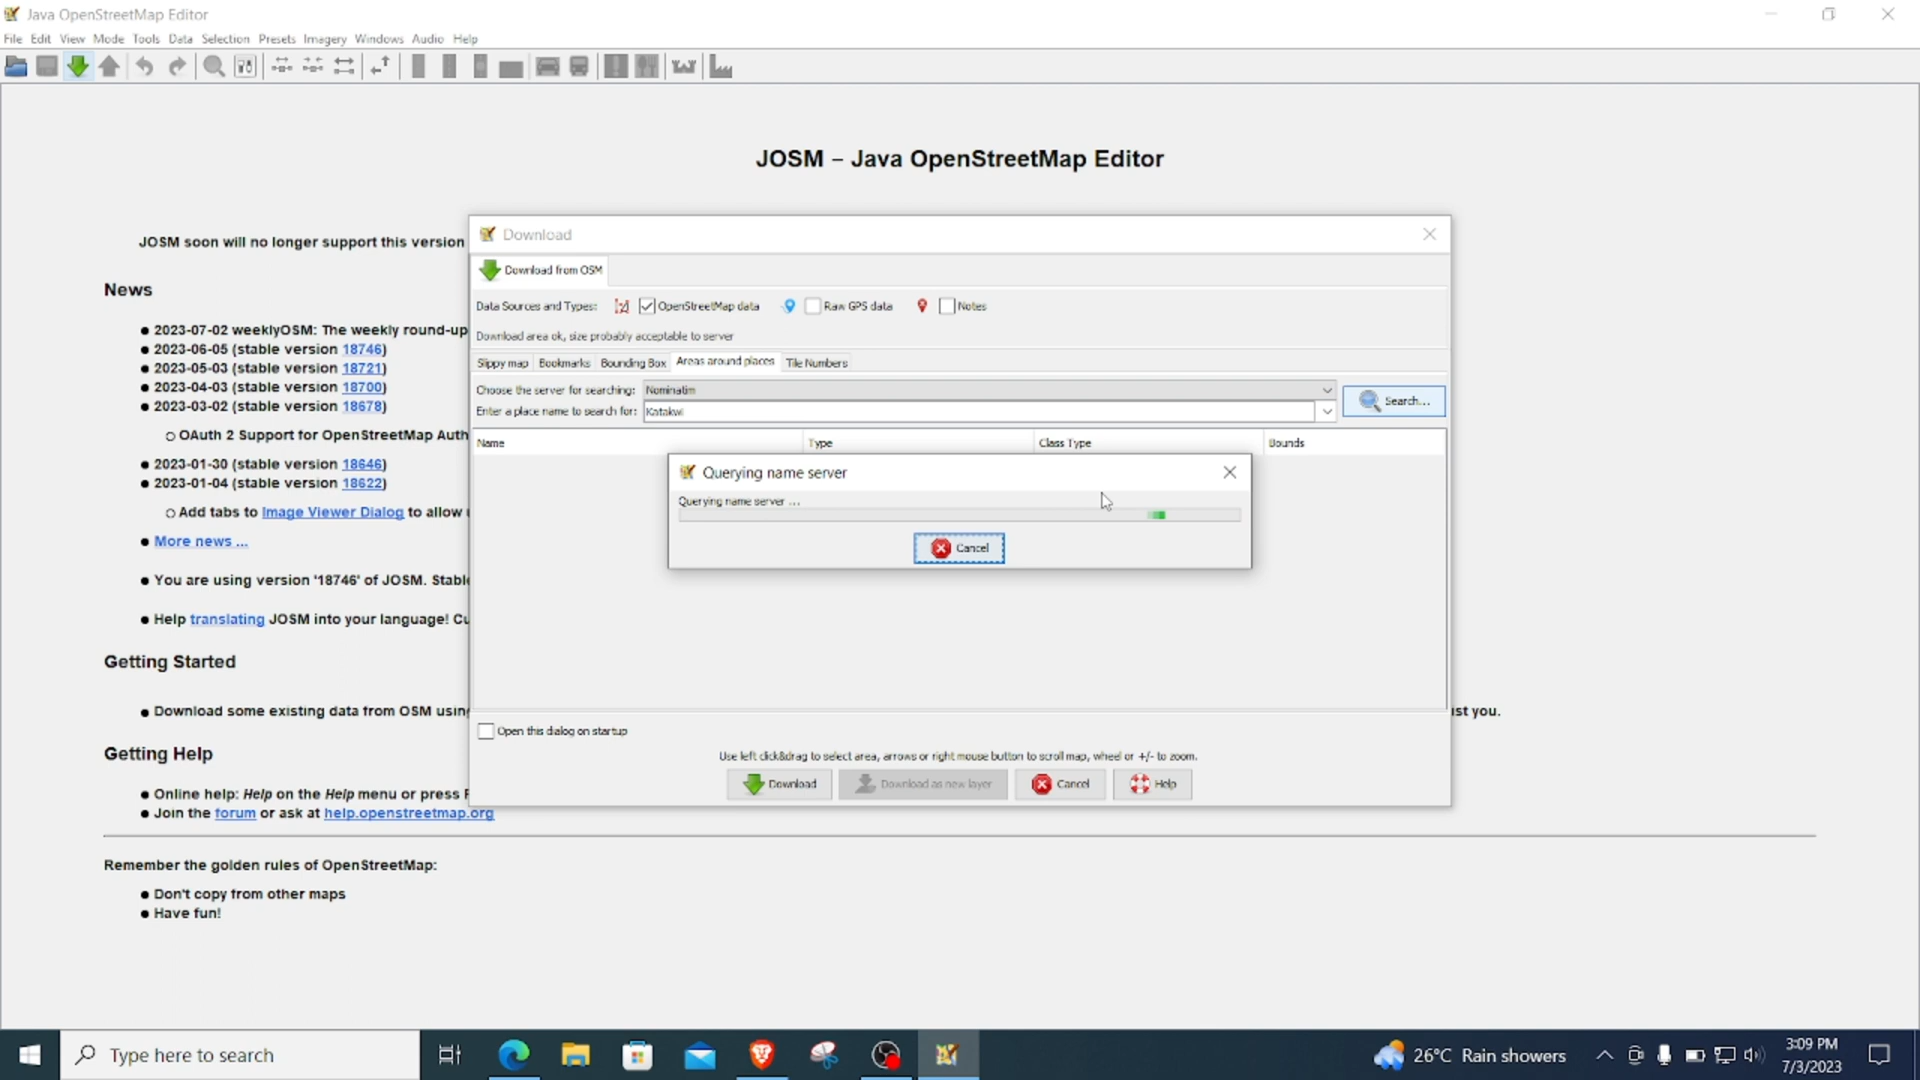 Java OpenStreetMap Editor
File Edit View Mode Tools Data Selection Presets Imagery Windows Audio Help
JOSM – Java OpenStreetMap Editor
JOSM soon will no longer support this version
News
2023-07-02 weeklyOSM: The weekly round-up
2023-06-05 (stable version 18746)
2023-05-03 (stable version 18721)
2023-04-03 (stable version 18700)
2023-03-02 (stable version 18678)
OAuth 2 Support for OpenStreetMap Auth
2023-01-30 (stable version 18646)
2023-01-04 (stable version 18622)
Add tabs to Image Viewer Dialog to allow
More news ...
You are using version '18746' of JOSM. Stabl
Help translating JOSM into your language! Cu
Getting Started
Download some existing data from OSM using
st you.
Getting Help
Online help: Help on the Help menu or press F
Join the forum or ask at help.openstreetmap.org
Remember the golden rules of OpenStreetMap:
Don't copy from other maps
Have fun!
Download
Download from OSM
Data Sources and Types: OpenStreetMap data Raw GPS data Notes
Download area ok, size probably acceptable to server
Slippy map Bookmarks Bounding Box Areas around places Tile Numbers
Choose the server for searching: Nominatim
Enter a place name to search for: Katakwi
Search...
Name Type Class Type Bounds
Querying name server
Querying name server ...
Cancel
Open this dialog on startup
Use left click&drag to select area, arrows or right mouse button to scroll map, wheel or +/- to zoom.
Download Download as new layer Cancel Help
Type here to search
26°C Rain showers
3:09 PM
7/3/2023